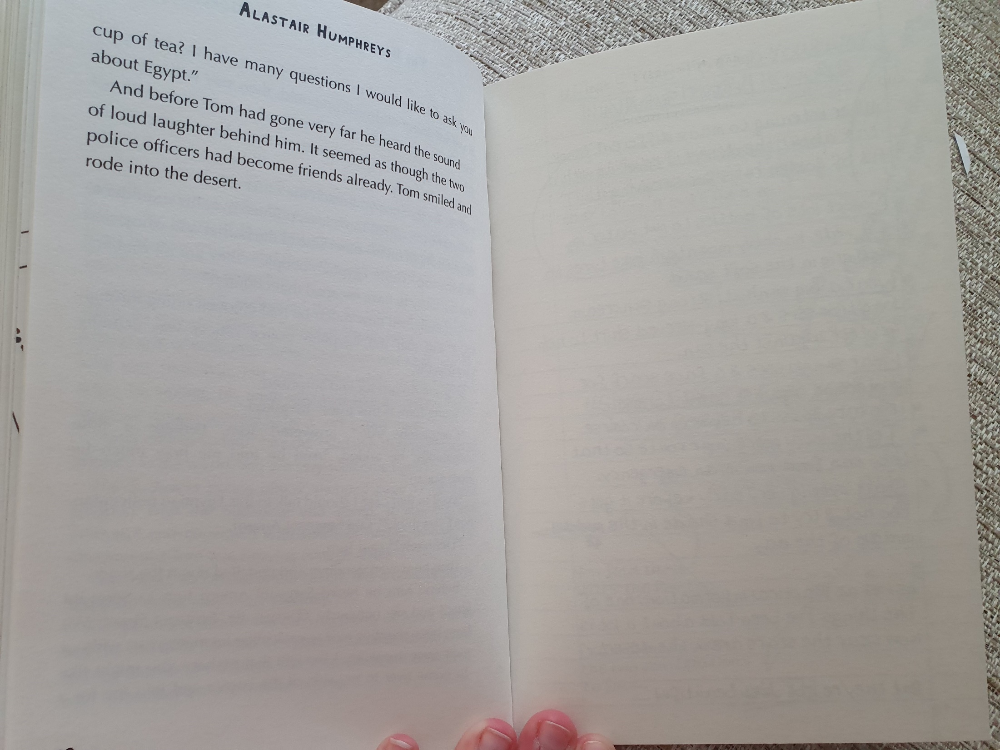 ALASTAIR HUMPHREYS
cup of tea? I have many questions I would like to ask you
about Egypt.”
And before Tom had gone very far he heard the sound
of loud laughter behind him. It seemed as though the two
police officers had become friends already. Tom smiled and
rode into the desert.